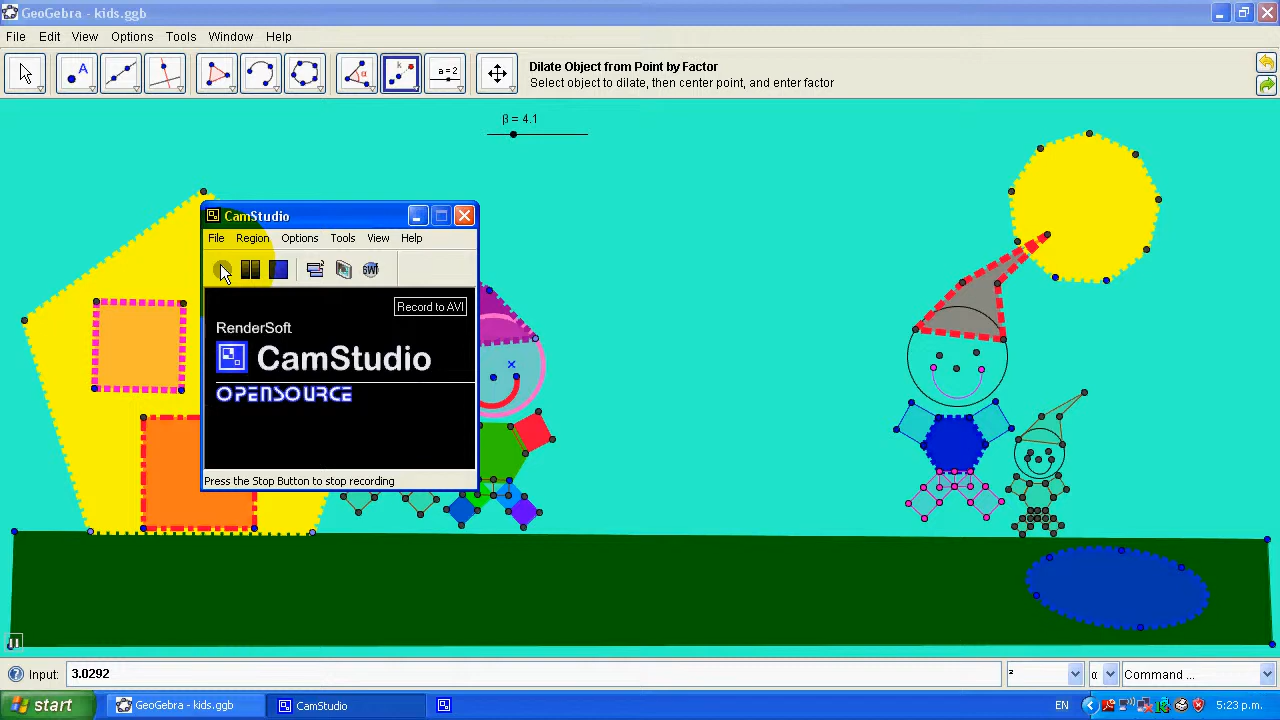 GeoGebra - kids.ggb
File Edit View Options Tools Window Help
A
α
k
a = 2
Dilate Object from Point by Factor
Select object to dilate, then center point, and enter factor
β = 4.1
CamStudio
File Region Options Tools View Help
SWF
Record to AVI
RenderSoft
CamStudio
OPENSOURCE
Press the Stop Button to stop recording
Input: 3.0292 ² α Command ...
start GeoGebra - kids.ggb CamStudio EN 5:23 p.m.